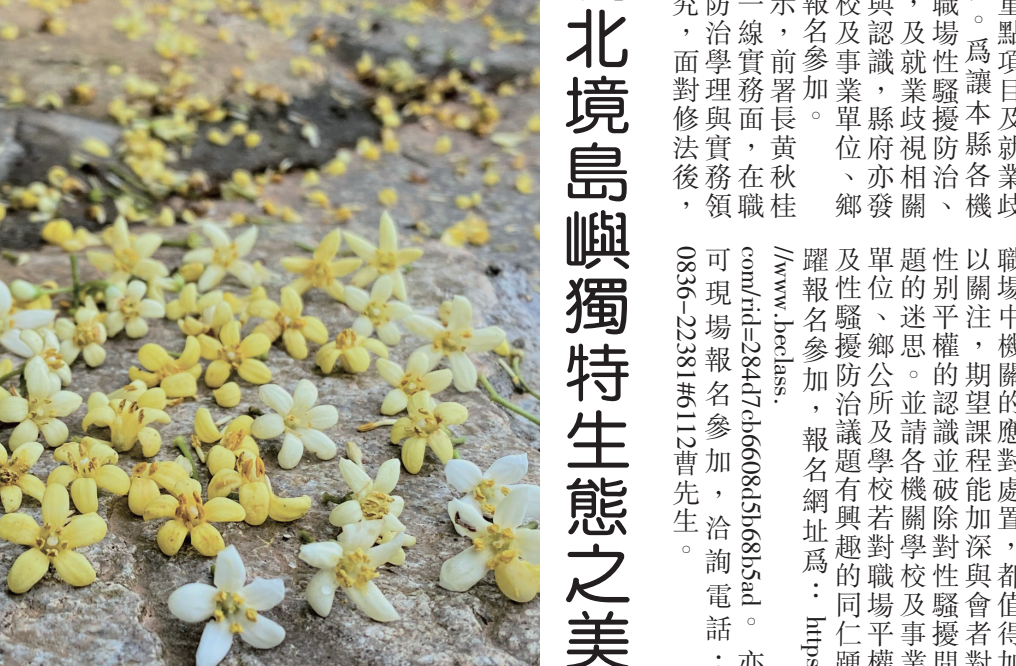 重點項目及就業歧
。爲讓本縣各機
職場性騷擾防治、
，及就業歧視相關
與認識，縣府亦發
校及事業單位、鄉
報名參加。
示，前署長黃秋桂
一線實務面，在職
防治學理與實務領
究，面對修法後，
職場中機關的應對處置，都值得加
以關注，期望課程能加深與會者對
性別平權的認識並破除對性騷擾問
題的迷思。並請各機關學校及事業
單位、鄉公所及學校若對職場平權
及性騷擾防治議題有興趣的同仁踴
躍報名參加，報名網址爲：https
//www.beclass.
com/rid=284d7cb6608d5b68b5ad。亦
可現場報名參加，洽詢電話：
0836-22381#6112曹先生。
北境島嶼獨特生態之美